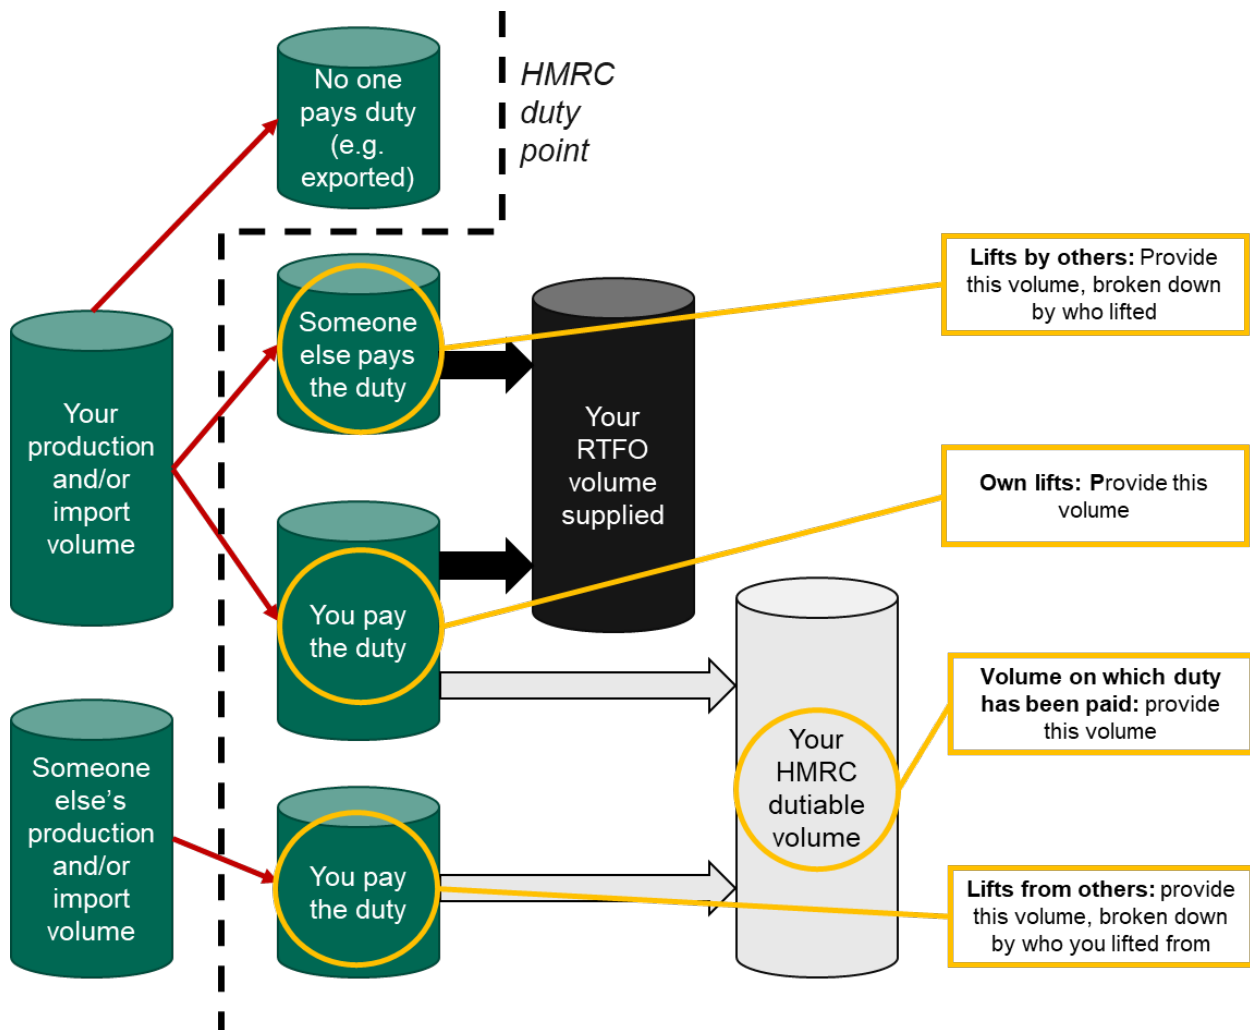 No one
pays duty
(e.g.
exported)
HMRC
duty
point
Someone
else pays
the duty
Your
production
and/or
import
volume
Your
RTFO
volume
supplied
You pay
the duty
Someone
else’s
production
and/or
import
volume
You pay
the duty
Your
HMRC
dutiable
volume
Lifts by others: Provide
this volume, broken down
by who lifted
Own lifts: Provide this
volume
Volume on which duty
has been paid: provide
this volume
Lifts from others: provide
this volume, broken down
by who you lifted from